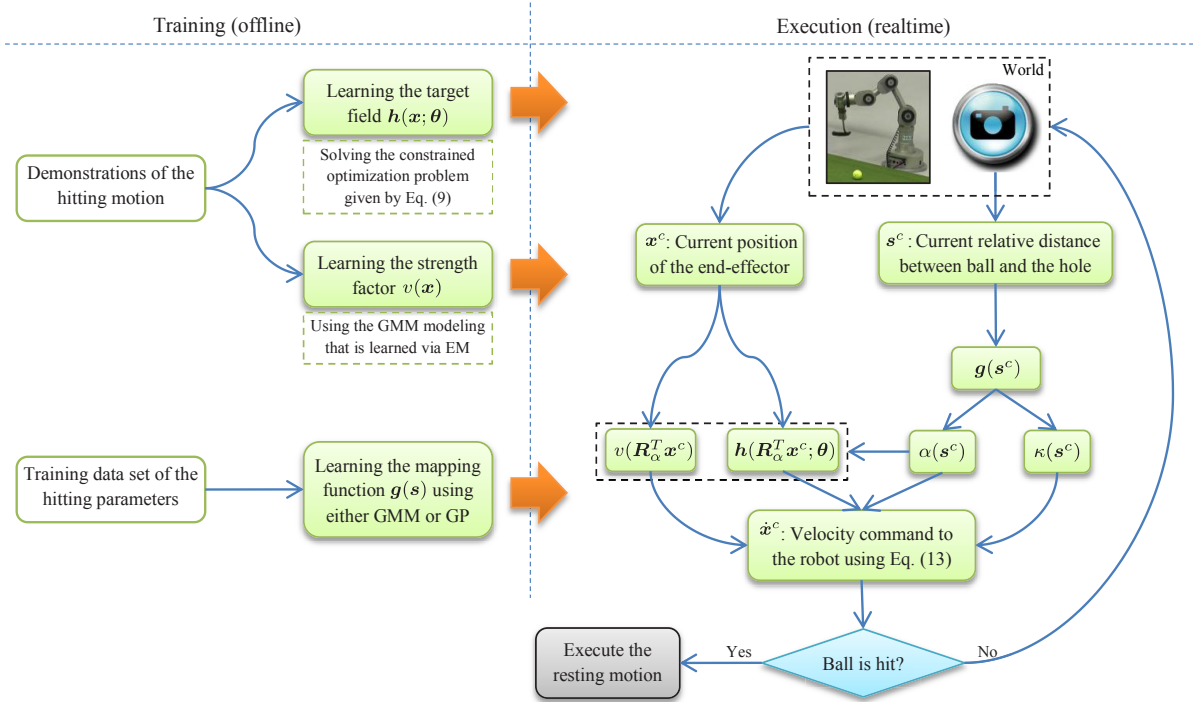 Training (offline)
Execution (realtime)
Learning the target
field h(x; θ)
Solving the constrained
optimization problem
given by Eq. (9)
Demonstrations of the
hitting motion
Learning the strength
factor v(x)
Using the GMM modeling
that is learned via EM
Training data set of the
hitting parameters
Learning the mapping
function g(s) using
either GMM or GP
World
x^c: Current position
of the end-effector
s^c : Current relative distance
between ball and the hole
g(s^c)
v(R_α^T x^c)
h(R_α^T x^c; θ)
α(s^c)
κ(s^c)
ẋ^c: Velocity command to
the robot using Eq. (13)
Ball is hit?
Yes
No
Execute the
resting motion